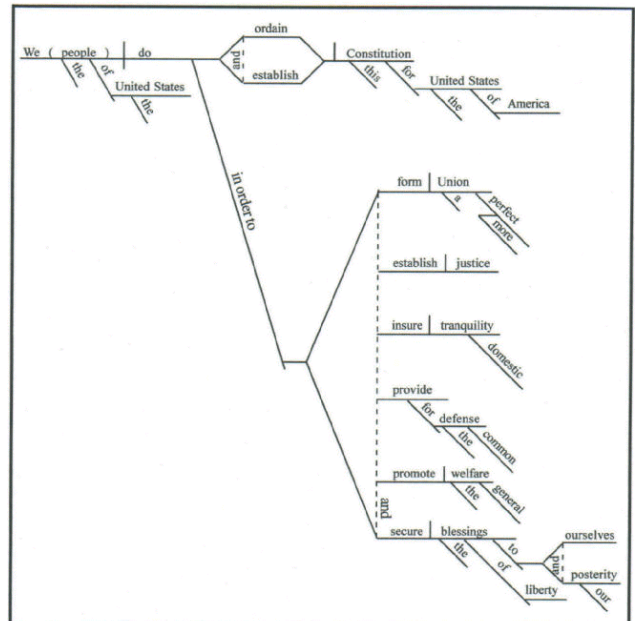 ordain
We ( people ) do and Constitution
the of establish this for
United States United States
the the of America
in order to
form Union
a perfect
more
establish justice
insure tranquility
domestic
provide
for defense
the common
promote welfare
and the general
secure blessings to ourselves
the of and
liberty posterity
our